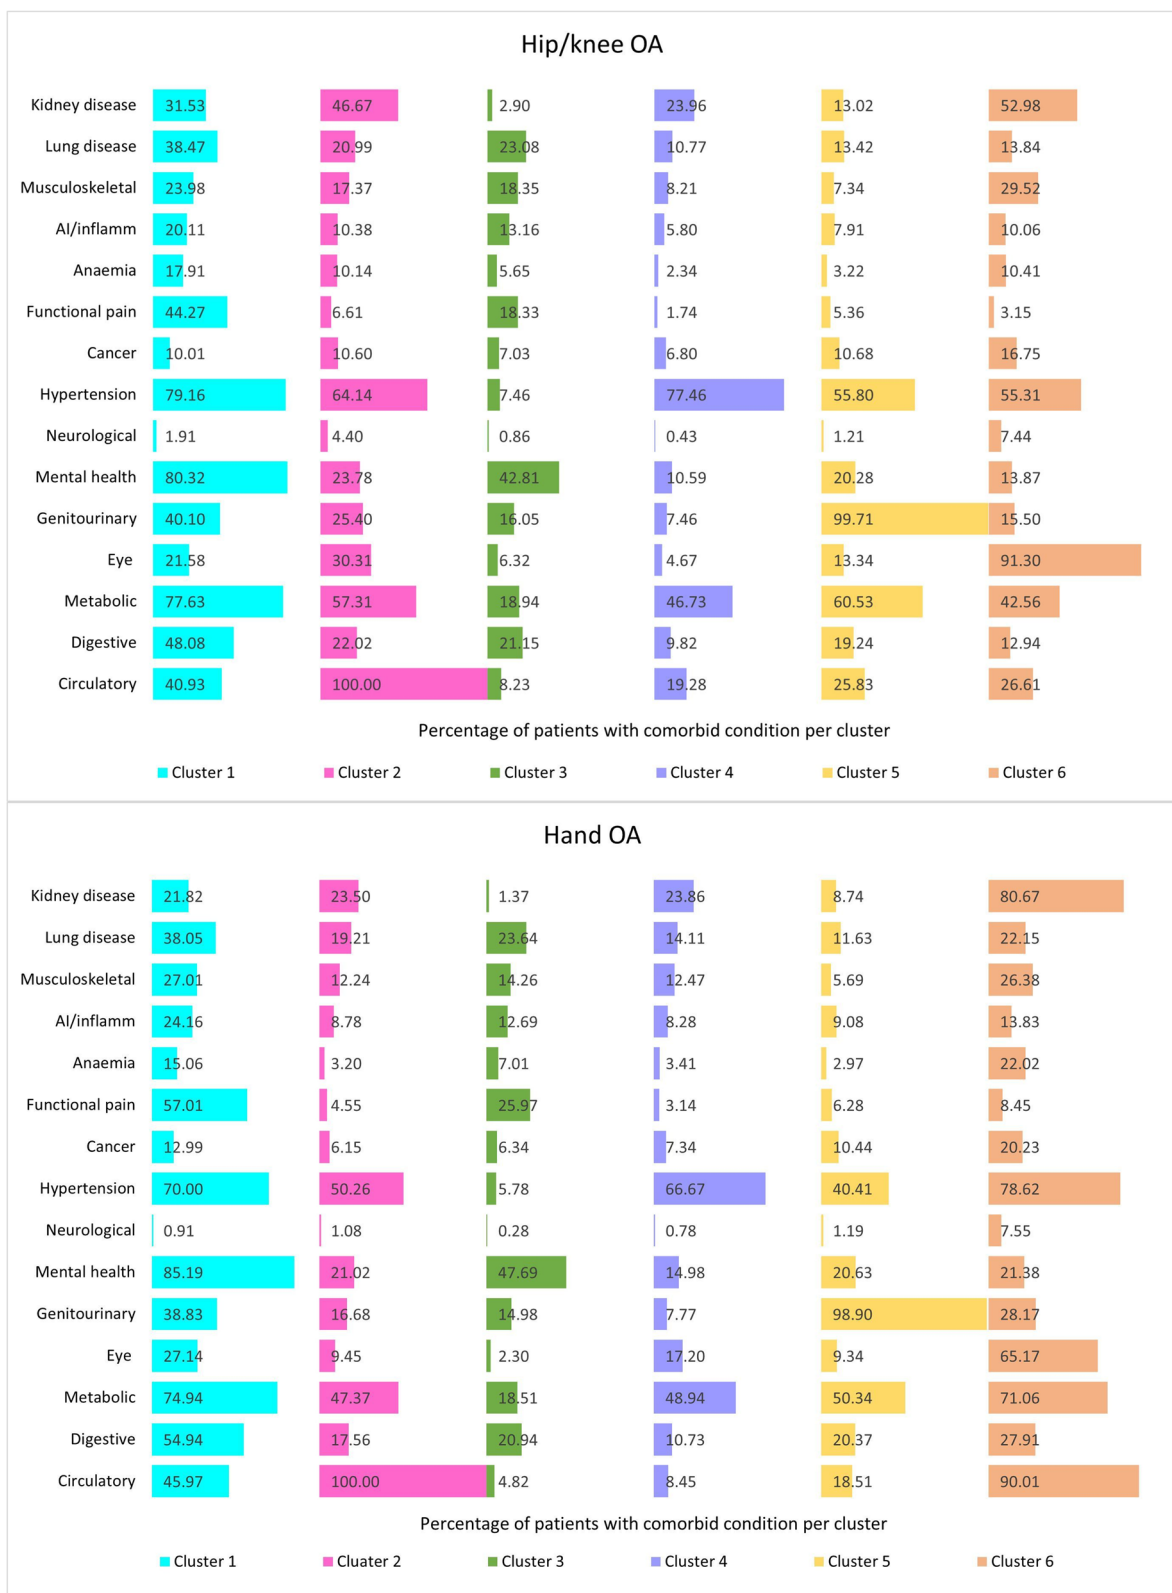 Hip/knee OA
Kidney disease 31.53 46.67 2.90 23.96 13.02 52.98
Lung disease 38.47 20.99 23.08 10.77 13.42 13.84
Musculoskeletal 23.98 17.37 18.35 8.21 7.34 29.52
AI/inflamm 20.11 10.38 13.16 5.80 7.91 10.06
Anaemia 17.91 10.14 5.65 2.34 3.22 10.41
Functional pain 44.27 6.61 18.33 1.74 5.36 3.15
Cancer 10.01 10.60 7.03 6.80 10.68 16.75
Hypertension 79.16 64.14 7.46 77.46 55.80 55.31
Neurological 1.91 4.40 0.86 0.43 1.21 7.44
Mental health 80.32 23.78 42.81 10.59 20.28 13.87
Genitourinary 40.10 25.40 16.05 7.46 99.71 15.50
Eye 21.58 30.31 6.32 4.67 13.34 91.30
Metabolic 77.63 57.31 18.94 46.73 60.53 42.56
Digestive 48.08 22.02 21.15 9.82 19.24 12.94
Circulatory 40.93 100.00 8.23 19.28 25.83 26.61
Percentage of patients with comorbid condition per cluster
Cluster 1 Cluster 2 Cluster 3 Cluster 4 Cluster 5 Cluster 6
Hand OA
Kidney disease 21.82 23.50 1.37 23.86 8.74 80.67
Lung disease 38.05 19.21 23.64 14.11 11.63 22.15
Musculoskeletal 27.01 12.24 14.26 12.47 5.69 26.38
AI/inflamm 24.16 8.78 12.69 8.28 9.08 13.83
Anaemia 15.06 3.20 7.01 3.41 2.97 22.02
Functional pain 57.01 4.55 25.97 3.14 6.28 8.45
Cancer 12.99 6.15 6.34 7.34 10.44 20.23
Hypertension 70.00 50.26 5.78 66.67 40.41 78.62
Neurological 0.91 1.08 0.28 0.78 1.19 7.55
Mental health 85.19 21.02 47.69 14.98 20.63 21.38
Genitourinary 38.83 16.68 14.98 7.77 98.90 28.17
Eye 27.14 9.45 2.30 17.20 9.34 65.17
Metabolic 74.94 47.37 18.51 48.94 50.34 71.06
Digestive 54.94 17.56 20.94 10.73 20.37 27.91
Circulatory 45.97 100.00 4.82 8.45 18.51 90.01
Percentage of patients with comorbid condition per cluster
Cluster 1 Cluater 2 Cluster 3 Cluster 4 Cluster 5 Cluster 6